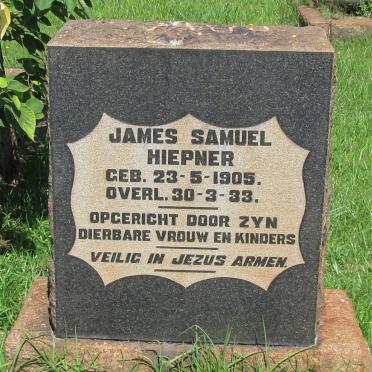 JAMES SAMUEL
HIEPNER
GEB. 23-5-1905.
OVERL. 30-3-33.
OPGERICHT DOOR ZYN
DIERBARE VROUW EN KINDERS
VEILIG IN JEZUS ARMEN.